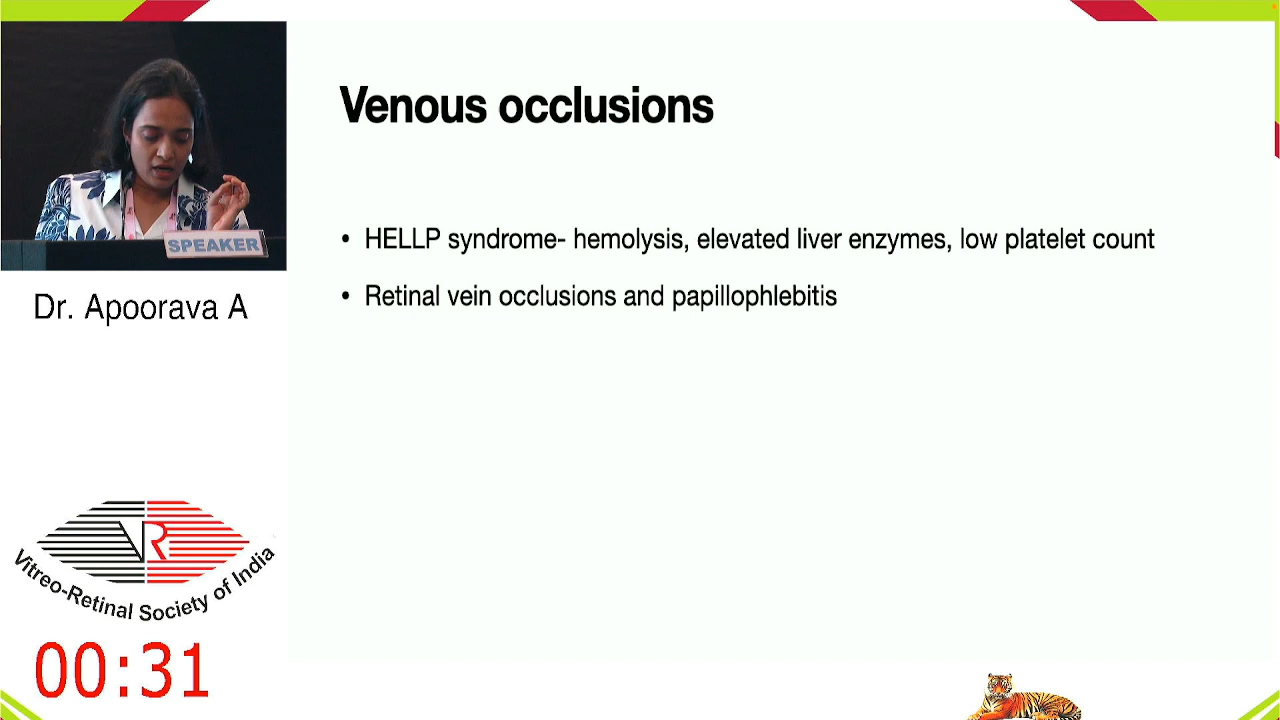 Venous occlusions
• HELLP syndrome- hemolysis, elevated liver enzymes, low platelet count
• Retinal vein occlusions and papillophlebitis
SPEAKER
Dr. Apoorava A
VR
Vitreo-Retinal Society of India
00:31